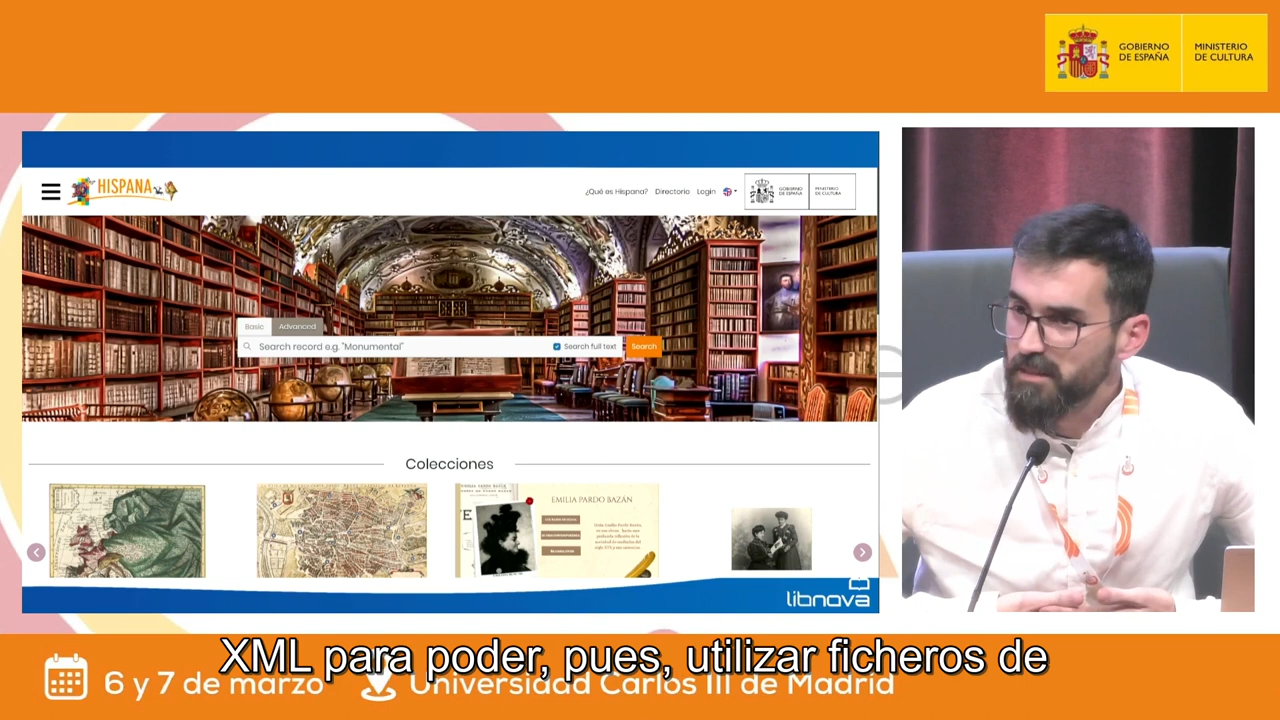 GOBIERNO
DE ESPAÑA
MINISTERIO
DE CULTURA
HISPANA
¿Qué es Hispana?
Directorio
Login
GOBIERNO
DE ESPAÑA
MINISTERIO
DE CULTURA
Basic
Advanced
Search record e.g. "Monumental"
Search full text
Search
Colecciones
EMILIA PARDO BAZÁN
libnova
XML para poder, pues, utilizar ficheros de
6 y 7 de marzo
Universidad Carlos III de Madrid